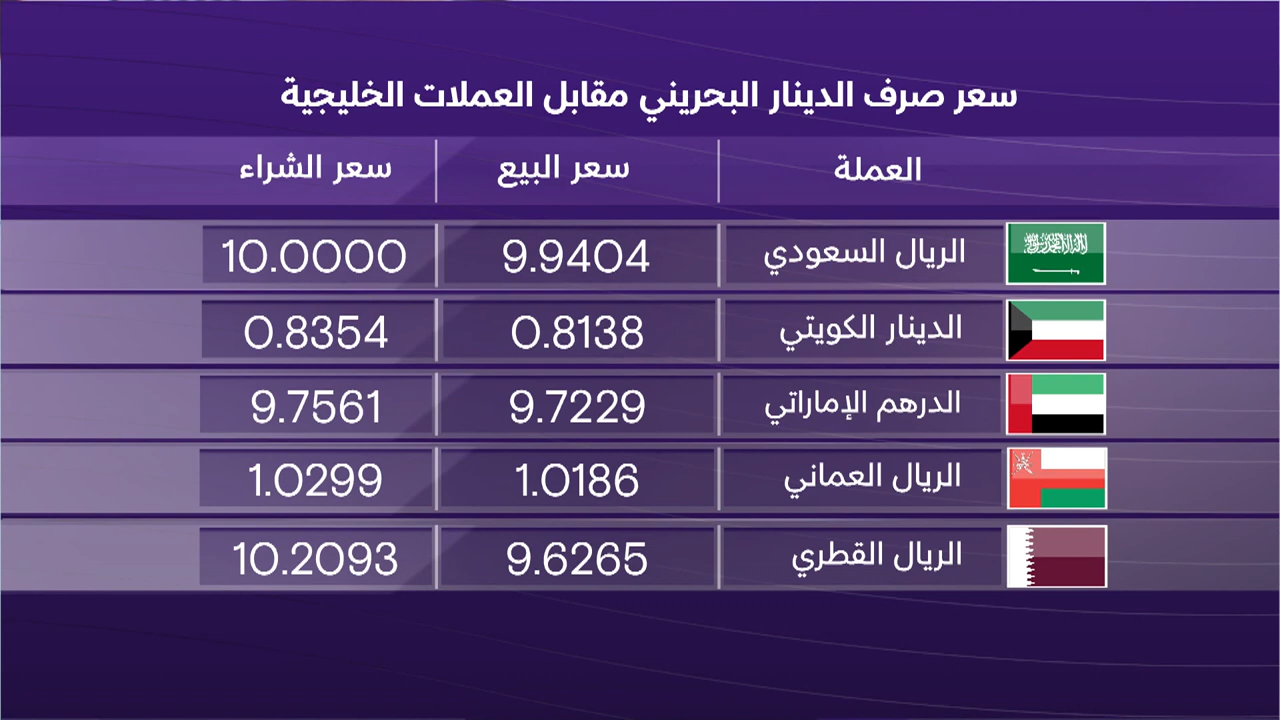 سعر صرف الدينار البحريني مقابل العملات الخليجية
العملة سعر البيع سعر الشراء
الريال السعودي 9.9404 10.0000
الدينار الكويتي 0.8138 0.8354
الدرهم الإماراتي 9.7229 9.7561
الريال العماني 1.0186 1.0299
الريال القطري 9.6265 10.2093